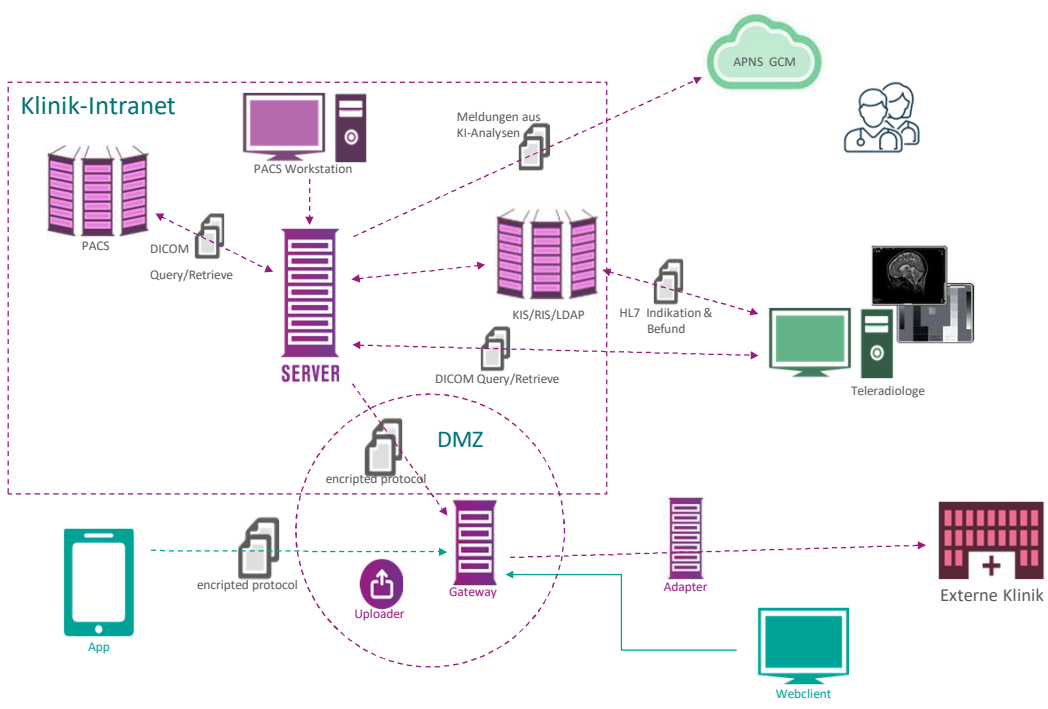 APNS GCM
Klinik-Intranet
Meldungen aus
KI-Analysen
PACS Workstation
PACS
DICOM
Query/Retrieve
KIS/RIS/LDAP
HL7 Indikation &
Befund
SERVER
DICOM Query/Retrieve
Teleradiologe
DMZ
encripted protocol
encripted protocol
Uploader
Gateway
Adapter
Externe Klinik
App
Webclient